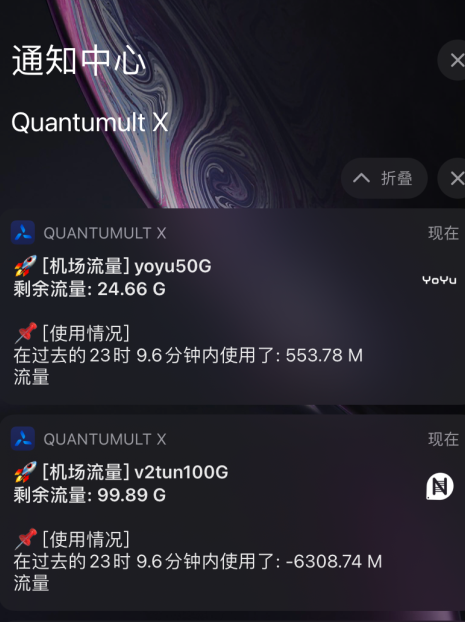 通知中心
Quantumult X
折叠
QUANTUMULT X 现在
🚀[机场流量] yoyu50G
剩余流量: 24.66 G
YoYu
📌[使用情况]
在过去的23时 9.6分钟内使用了: 553.78 M
流量
QUANTUMULT X 现在
🚀[机场流量] v2tun100G
剩余流量: 99.89 G
N
📌[使用情况]
在过去的23时 9.6分钟内使用了: -6308.74 M
流量